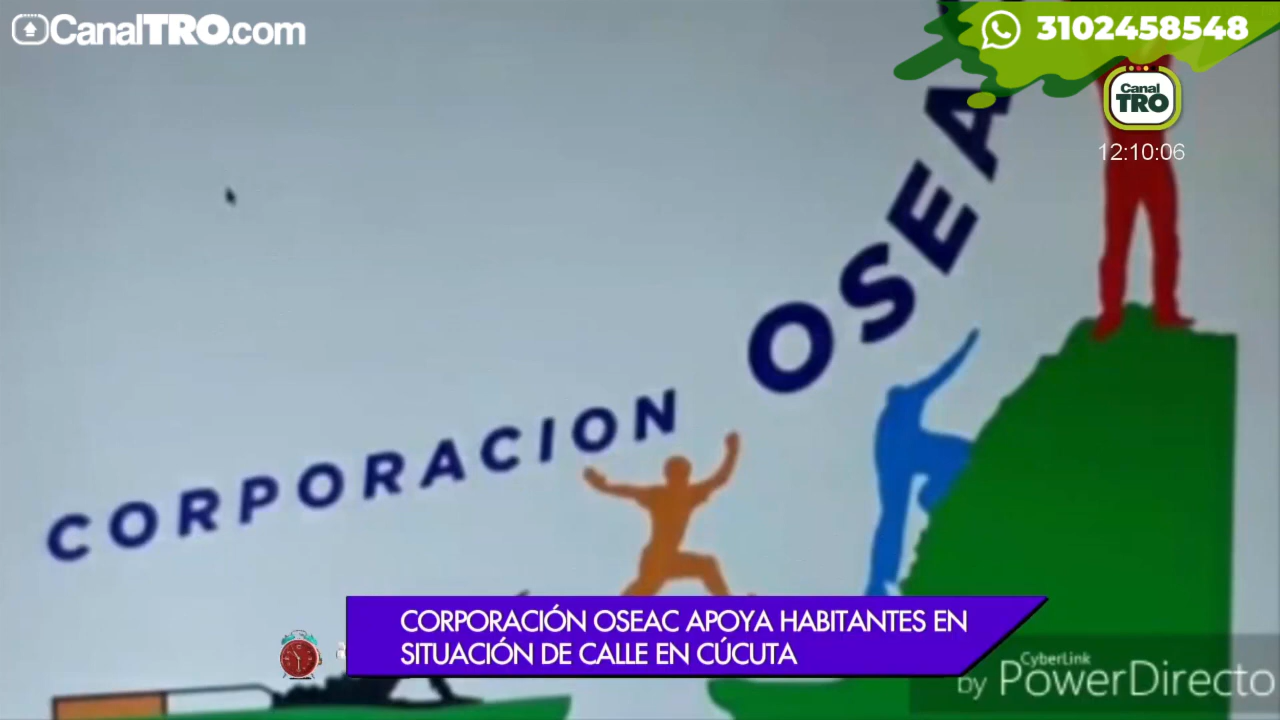 CanalTRO.com
3102458548
Canal
TRO
12:10:06
CORPORACION OSEA
CORPORACIÓN OSEAC APOYA HABITANTES EN
SITUACIÓN DE CALLE EN CÚCUTA
CyberLink
by PowerDirecto